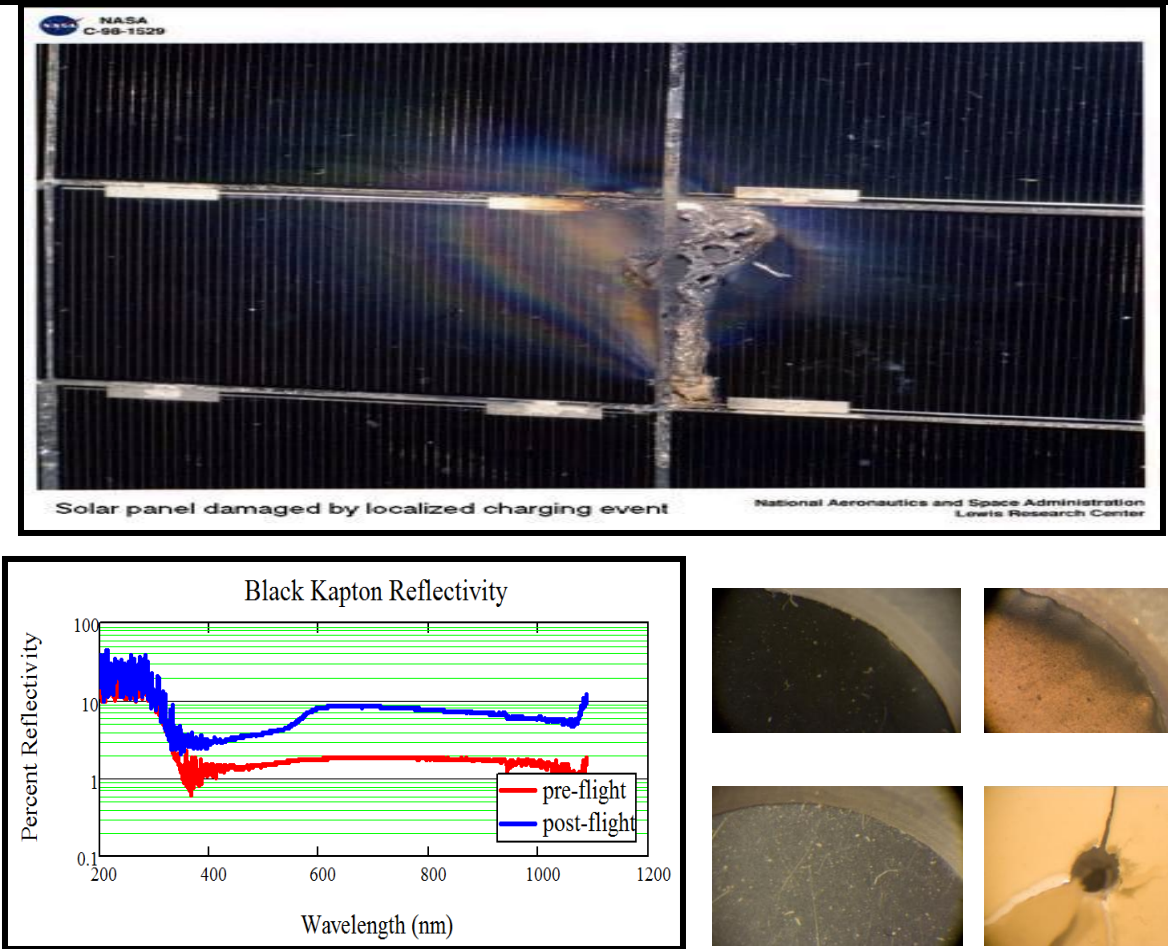 NASA
NASA
C-98-1529
Solar panel damaged by localized charging event
National Aeronautics and Space Administration
Lewis Research Center
Black Kapton Reflectivity
Percent Reflectivity
100
10
1
0.1
pre-flight
post-flight
200 400 600 800 1000 1200
Wavelength (nm)